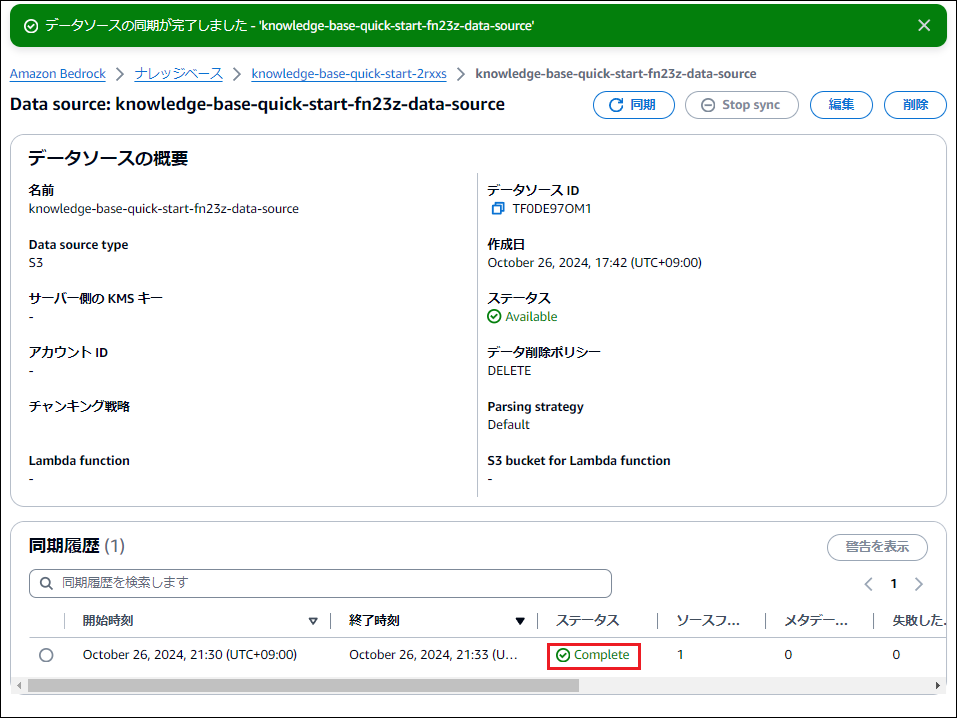 データソースの同期が完了しました - 'knowledge-base-quick-start-fn23z-data-source'
Amazon Bedrock > ナレッジベース > knowledge-base-quick-start-2rxxs > knowledge-base-quick-start-fn23z-data-source
Data source: knowledge-base-quick-start-fn23z-data-source
同期
Stop sync
編集
削除
データソースの概要
名前
knowledge-base-quick-start-fn23z-data-source
Data source type
S3
サーバー側の KMS キー
-
アカウント ID
-
チャンキング戦略
Lambda function
-
データソース ID
TF0DE97OM1
作成日
October 26, 2024, 17:42 (UTC+09:00)
ステータス
Available
データ削除ポリシー
DELETE
Parsing strategy
Default
S3 bucket for Lambda function
-
同期履歴 (1)
警告を表示
同期履歴を検索します
1
開始時刻 終了時刻 ステータス ソースフ... メタデー... 失敗した.
October 26, 2024, 21:30 (UTC+09:00) October 26, 2024, 21:33 (U... Complete 1 0 0